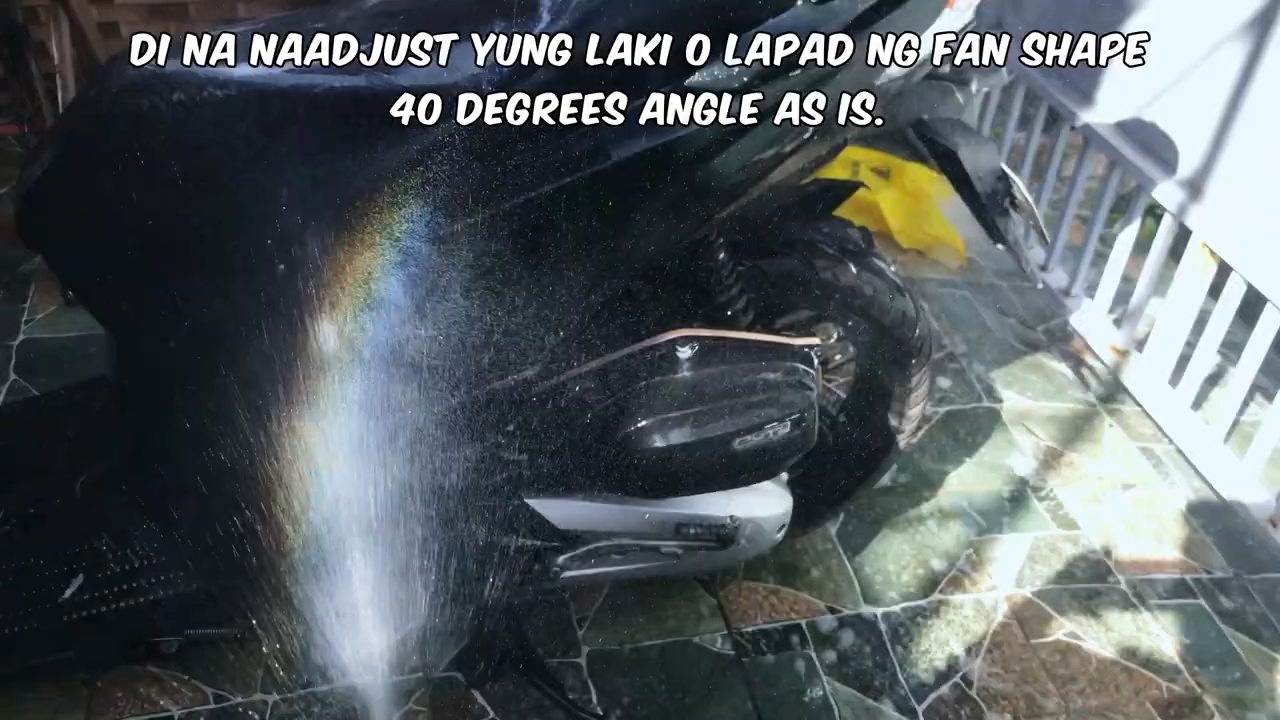 DI NA NAADJUST YUNG LAKI O LAPAD NG FAN SHAPE
40 DEGREES ANGLE AS IS.